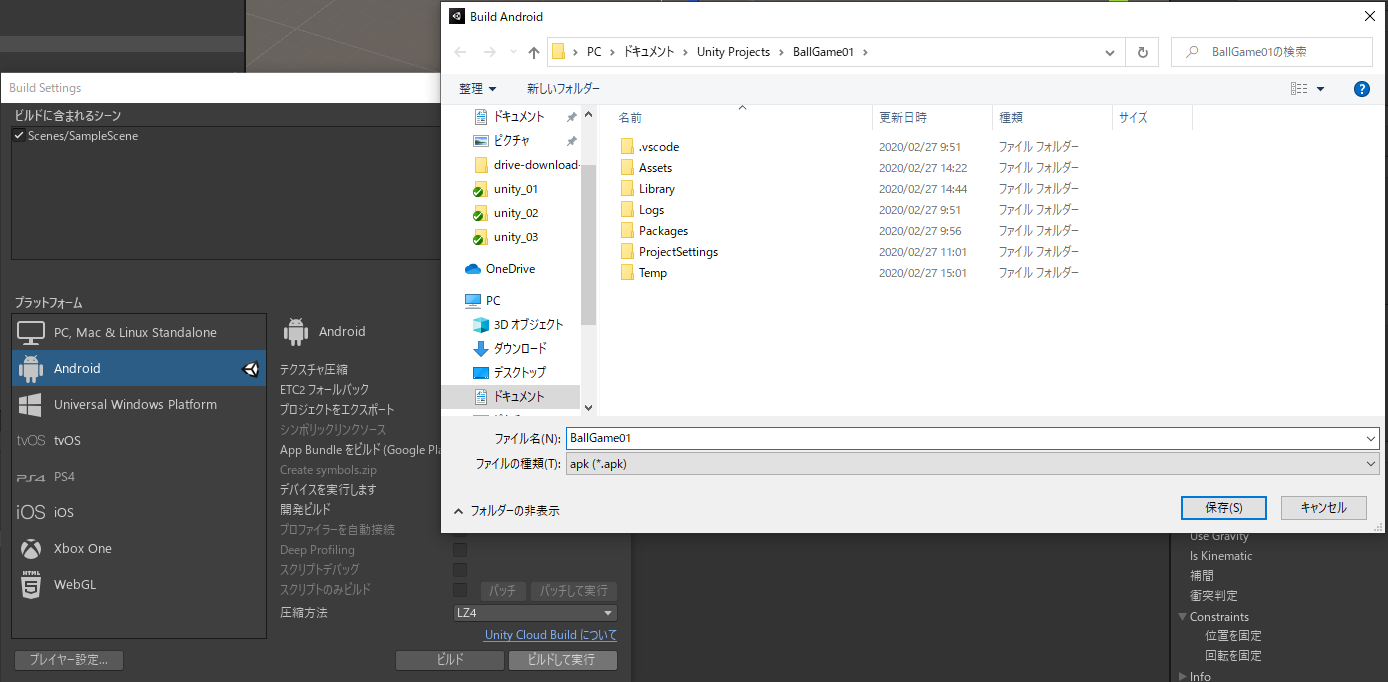 Build Android
PC
ドキュメント
Unity Projects
BallGame01
BallGame01の検索
Build Settings
整理
新しいフォルダー
ビルドに含まれるシーン
Scenes/SampleScene
ドキュメント
ピクチャ
drive-download-
unity_01
unity_02
unity_03
OneDrive
PC
3D オブジェクト
ダウンロード
デスクトップ
ドキュメント
名前 更新日時 種類 サイズ
.vscode 2020/02/27 9:51 ファイル フォルダー
Assets 2020/02/27 14:22 ファイル フォルダー
Library 2020/02/27 14:44 ファイル フォルダー
Logs 2020/02/27 9:51 ファイル フォルダー
Packages 2020/02/27 9:56 ファイル フォルダー
ProjectSettings 2020/02/27 11:01 ファイル フォルダー
Temp 2020/02/27 15:01 ファイル フォルダー
ファイル名(N): BallGame01
ファイルの種類(T): apk (*.apk)
フォルダーの非表示
保存(S)
キャンセル
プラットフォーム
PC, Mac & Linux Standalone
Android
Universal Windows Platform
tvOS tvOS
PS4 PS4
iOS iOS
Xbox One
HTML 5 WebGL
Android
テクスチャ圧縮
ETC2 フォールバック
プロジェクトをエクスポート
シンボリックリンクソース
App Bundle をビルド (Google Pla
Create symbols.zip
デバイスを実行します
開発ビルド
プロファイラーを自動接続
Deep Profiling
スクリプトデバッグ
スクリプトのみビルド パッチ パッチして実行
圧縮方法 LZ4
Unity Cloud Build について
プレイヤー設定...
ビルド
ビルドして実行
Use Gravity
Is Kinematic
補間
衝突判定
Constraints
位置を固定
回転を固定
Info